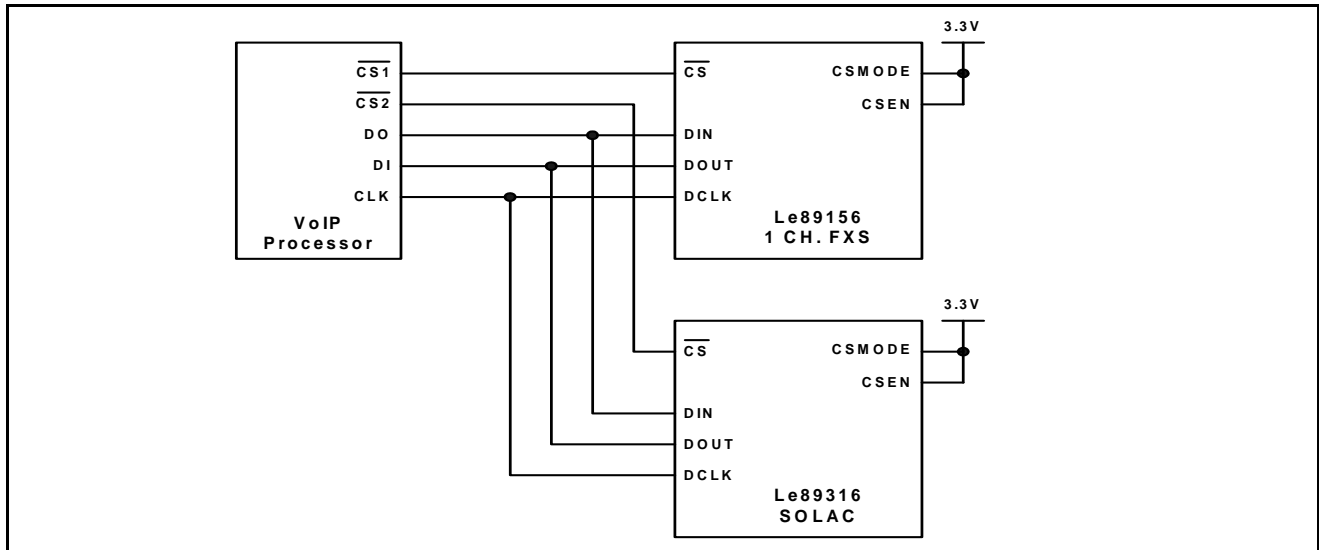 3.3V
CS1
CS2
DO
DI
CLK
VoIP
Processor
CS
DIN
DOUT
DCLK
CSMODE
CSEN
Le89156
1 CH. FXS
3.3V
CS
DIN
DOUT
DCLK
CSMODE
CSEN
Le89316
SOLAC